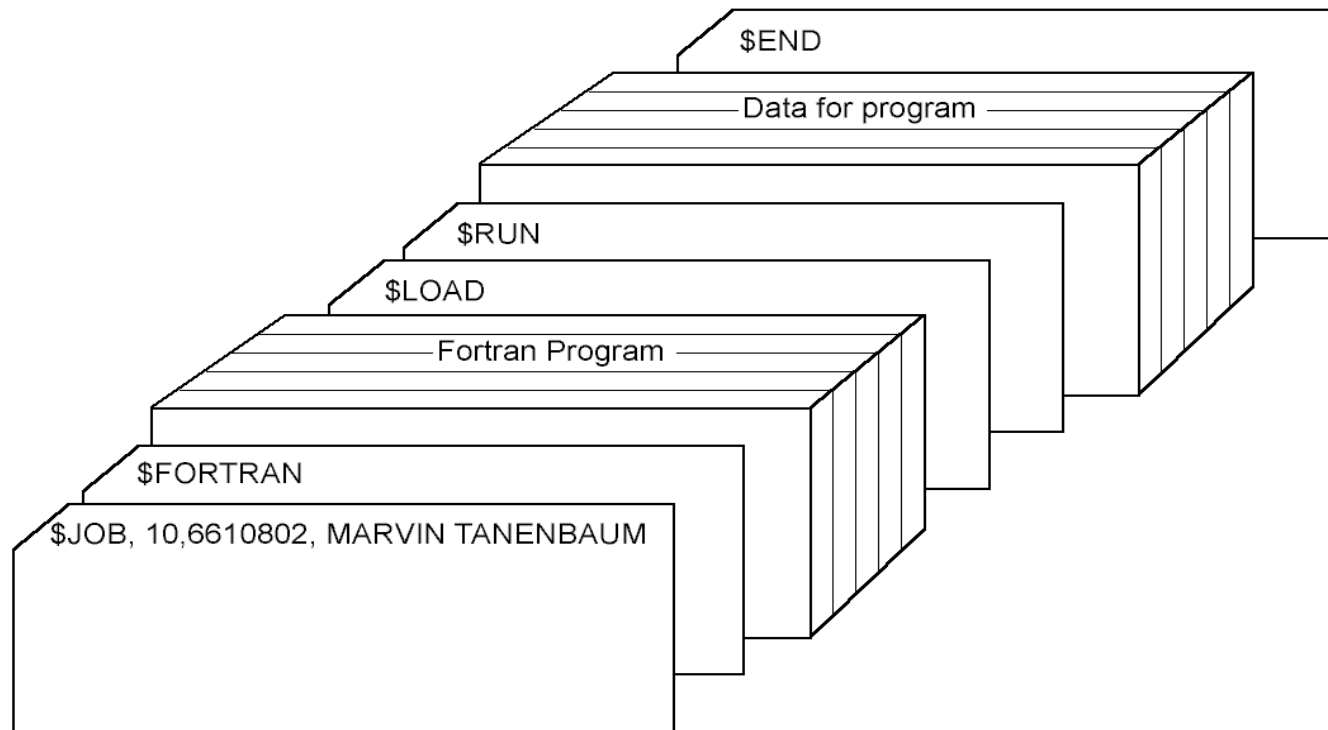 $END
Data for program
$RUN
$LOAD
Fortran Program
$FORTRAN
$JOB, 10,6610802, MARVIN TANENBAUM